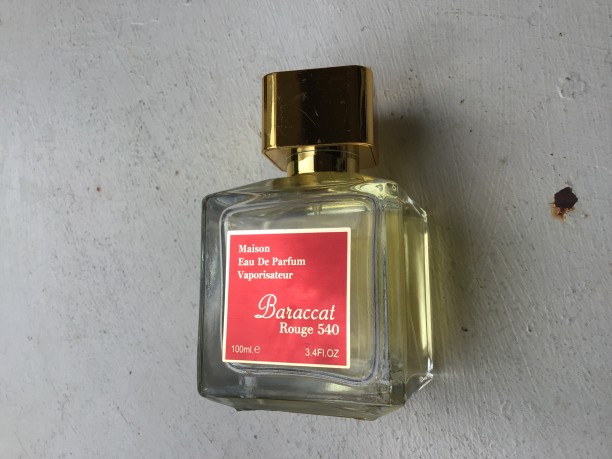 Maison
Eau De Parfum
Vaporisateur
Baraccat
Rouge 540
100ml.℮ 3.4Fl.OZ